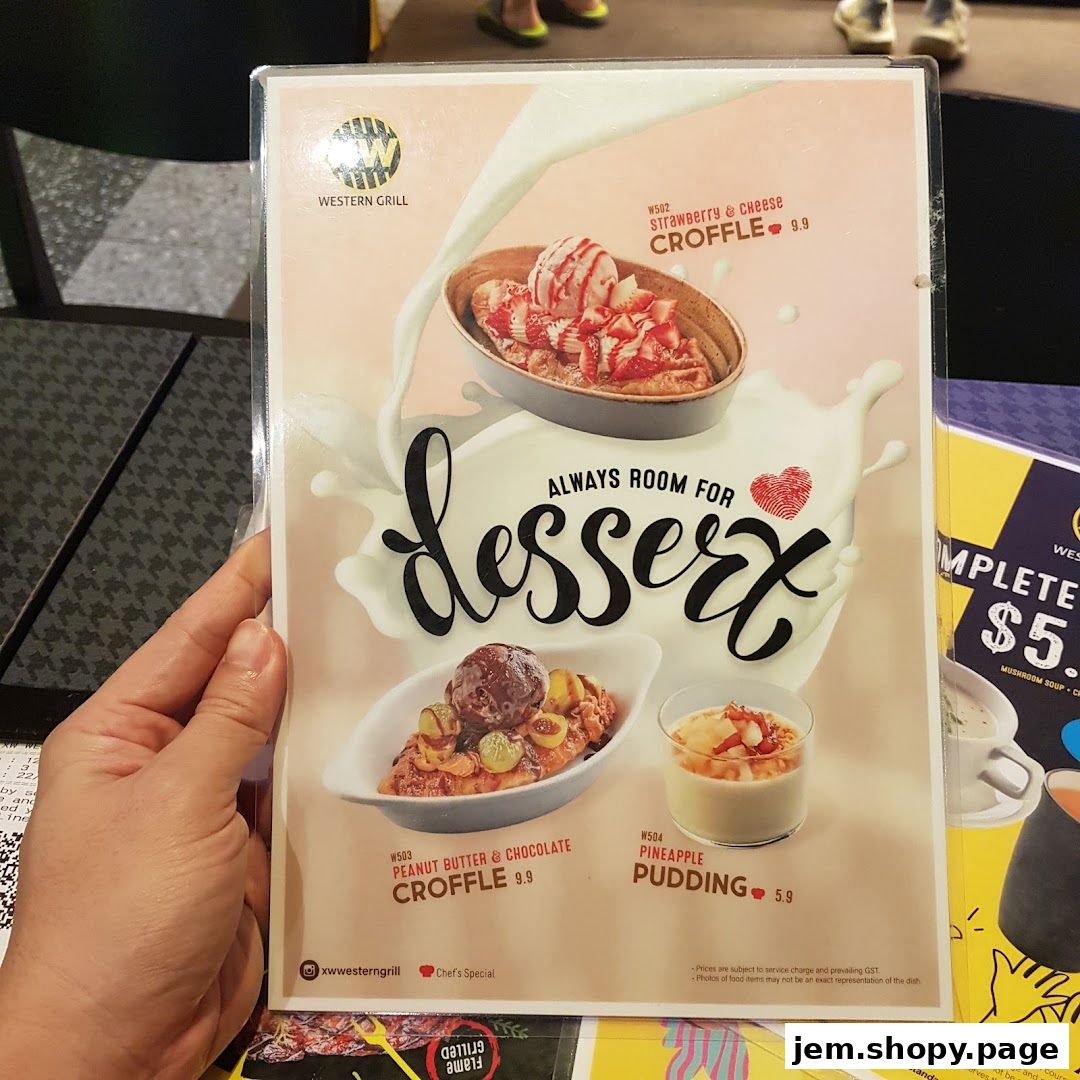 XW
WESTERN GRILL
W502
STRAWBERRY & CHEESE
CROFFLE 9.9
ALWAYS ROOM FOR
dessert
W503
PEANUT BUTTER & CHOCOLATE
CROFFLE 9.9
W504
PINEAPPLE
PUDDING 5.9
xwwesterngrill
Chef's Special
- Prices are subject to service charge and prevailing GST.
- Photos of food items may not be an exact representation of the dish.
$5.
MUSHROOM SOUP
FLAME
GRILLED
jem.shopy.page